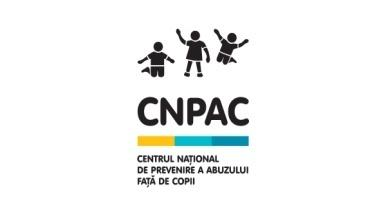 CNPAC
CENTRUL NAȚIONAL
DE PREVENIRE A ABUZULUI
FAȚĂ DE COPII